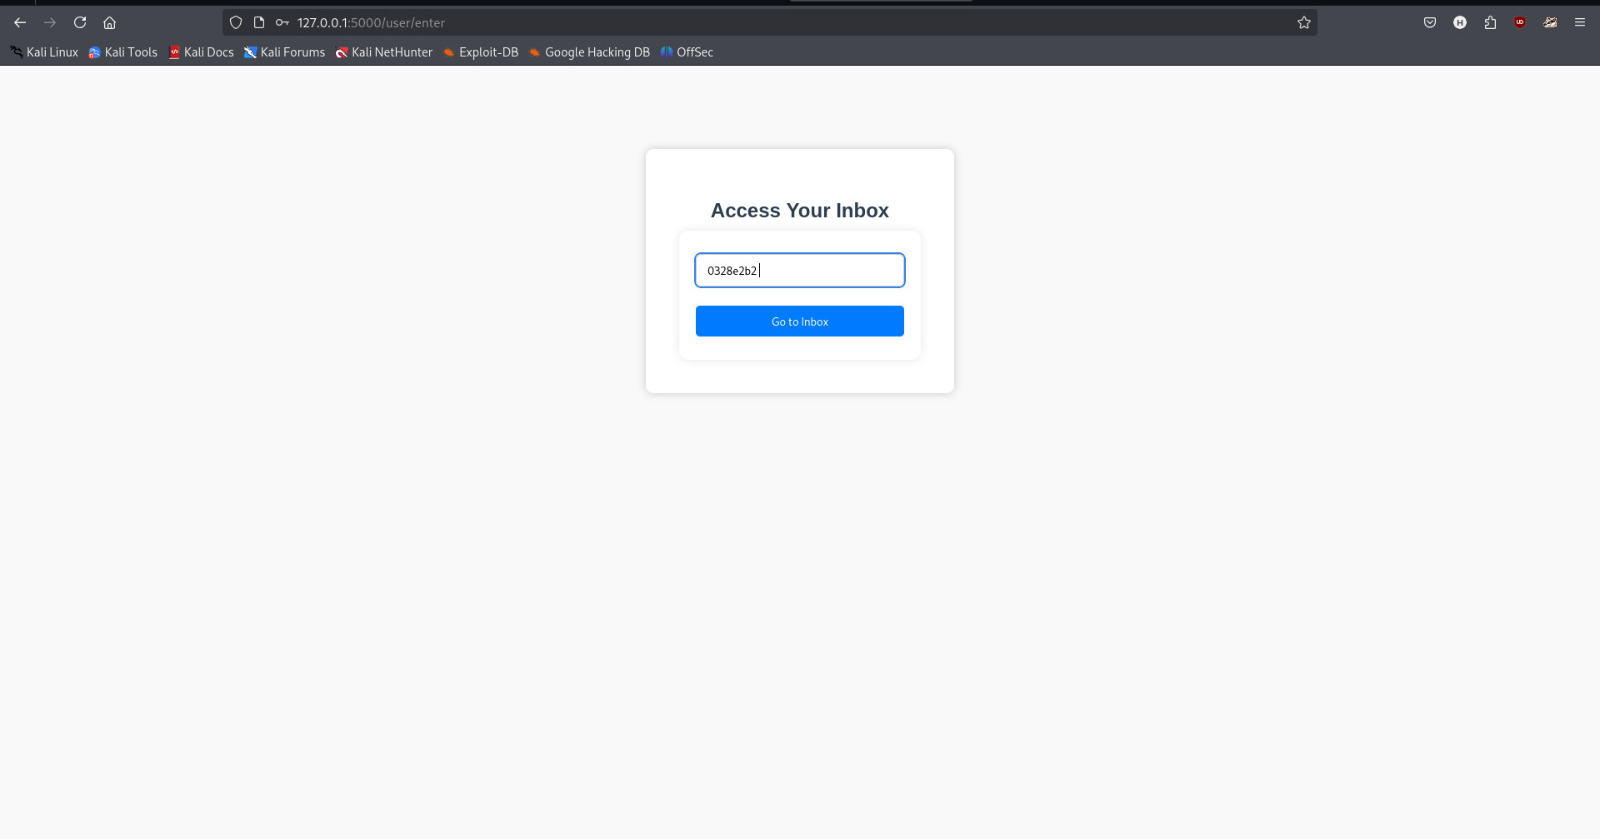 127.0.0.1:5000/user/enter
Kali Linux Kali Tools Kali Docs Kali Forums Kali NetHunter Exploit-DB Google Hacking DB OffSec
Access Your Inbox
0328e2b2
Go to Inbox